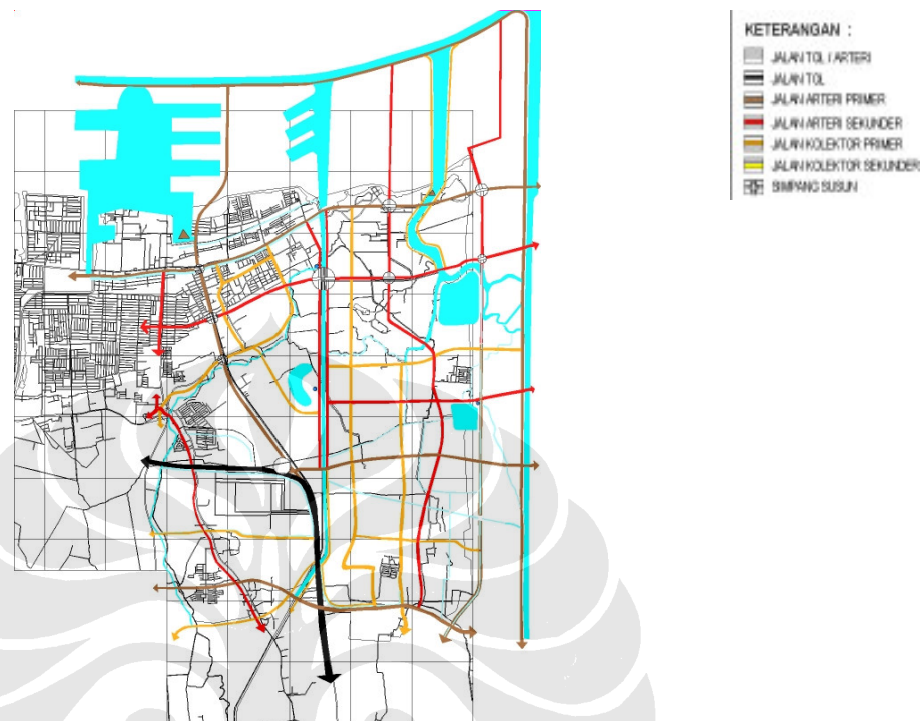 KETERANGAN :
JALAN TOL / ARTERI
JALAN TOL
JALAN ARTERI PRIMER
JALAN ARTERI SEKUNDER
JALAN KOLEKTOR PRIMER
JALAN KOLEKTOR SEKUNDER
SIMPANG SUSUN